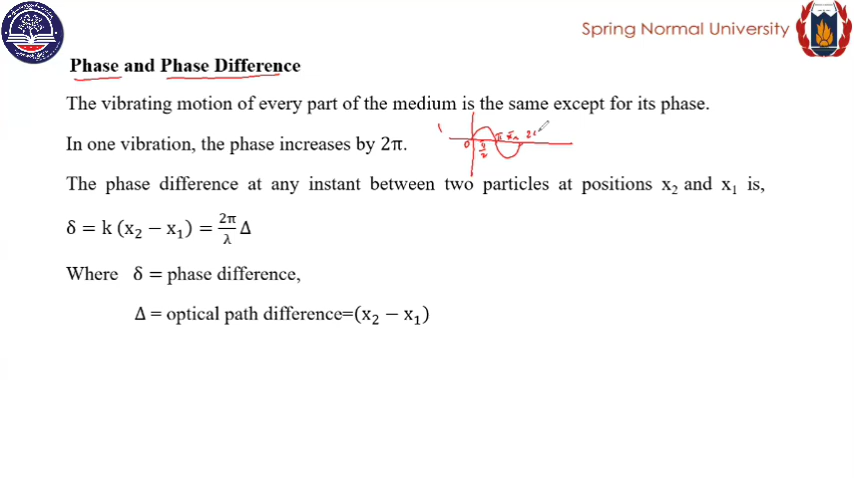 Spring Normal University
Phase and Phase Difference
The vibrating motion of every part of the medium is the same except for its phase.
In one vibration, the phase increases by 2π.
0 π
The phase difference at any instant between two particles at positions x₂ and x₁ is,
δ = k (x₂ − x₁) = 2π/λ Δ
Where δ = phase difference,
Δ = optical path difference=(x₂ − x₁)